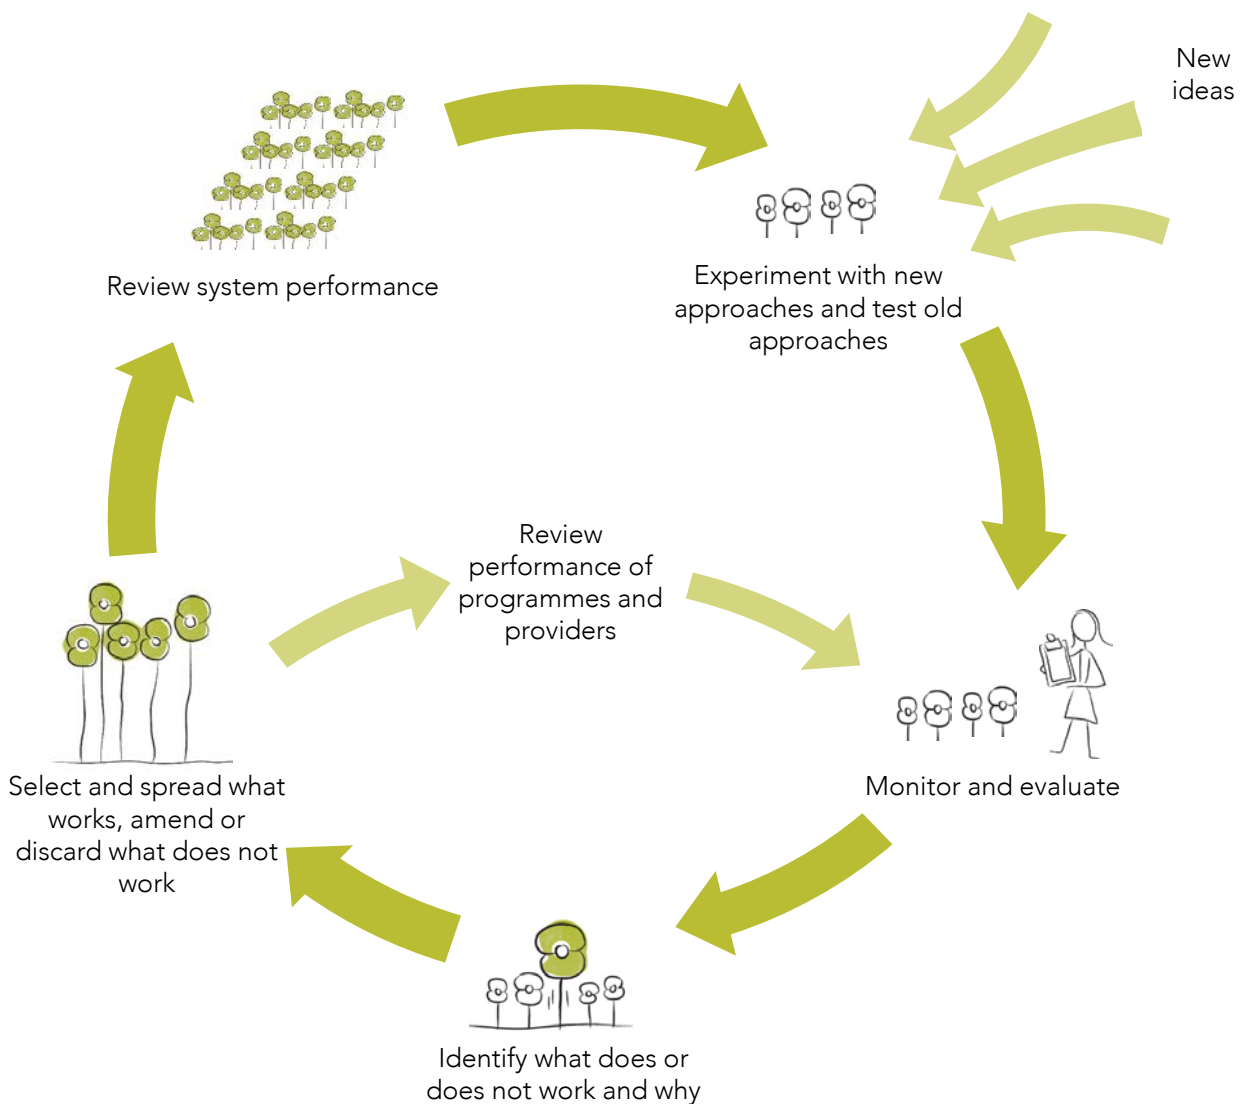 New
ideas
Review system performance
Experiment with new
approaches and test old
approaches
Review
performance of
programmes and
providers
Monitor and evaluate
Select and spread what
works, amend or
discard what does not
work
Identify what does or
does not work and why